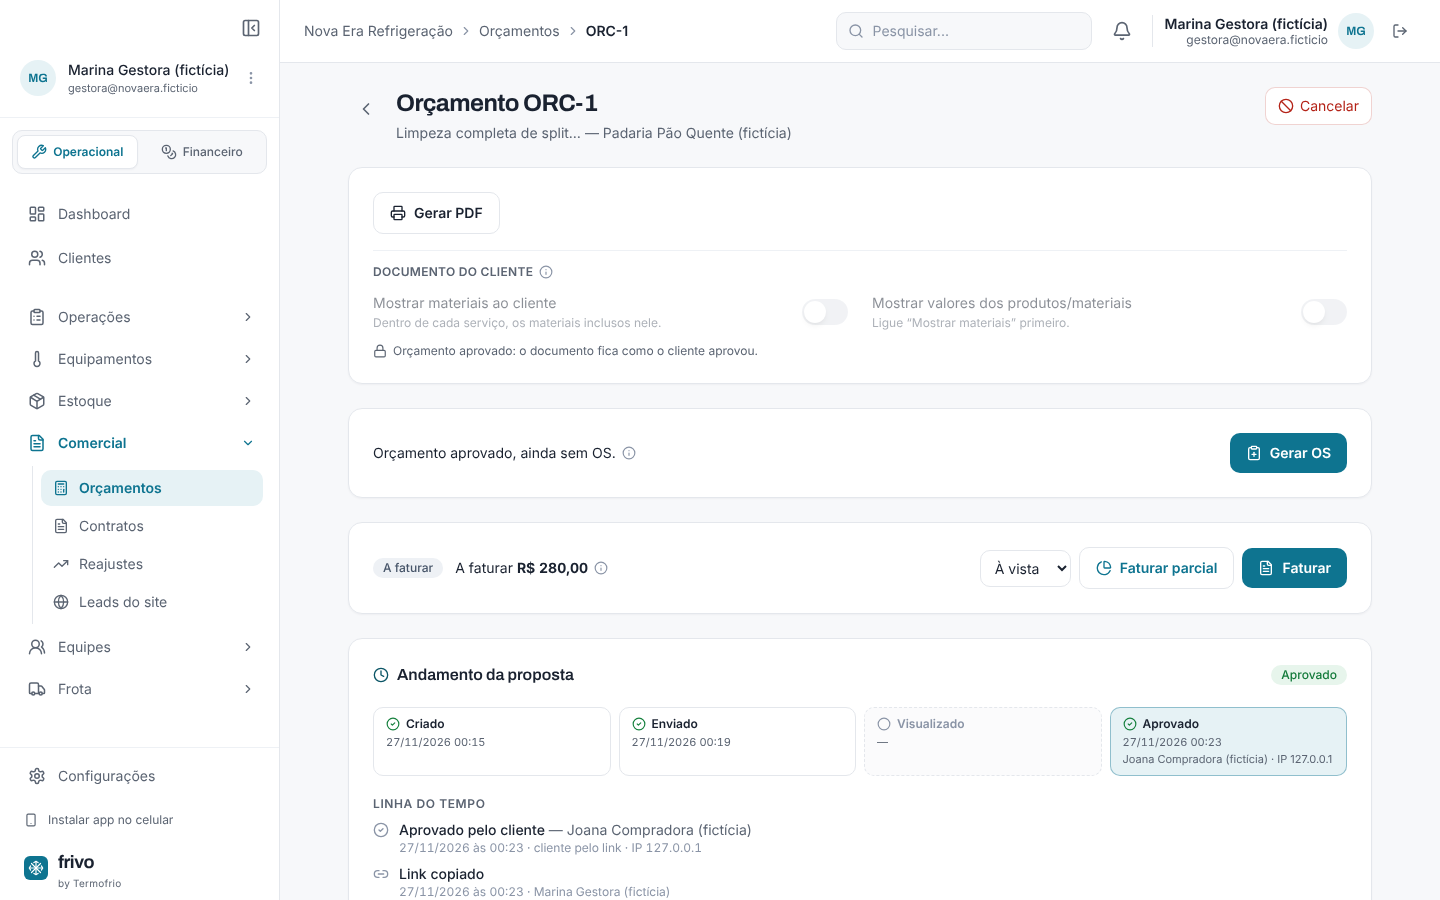 Nova Era Refrigeração > Orçamentos > ORC-1
Pesquisar...
Marina Gestora (fictícia)
gestora@novaera.ficticio
MG
MG
Marina Gestora (fictícia)
gestora@novaera.ficticio
Operacional
Financeiro
Dashboard
Clientes
Operações
Equipamentos
Estoque
Comercial
Orçamentos
Contratos
Reajustes
Leads do site
Equipes
Frota
Configurações
Instalar app no celular
frivo
by Termofrio
Orçamento ORC-1
Limpeza completa de split... — Padaria Pão Quente (fictícia)
Cancelar
Gerar PDF
DOCUMENTO DO CLIENTE
Mostrar materiais ao cliente
Dentro de cada serviço, os materiais inclusos nele.
Mostrar valores dos produtos/materiais
Ligue “Mostrar materiais” primeiro.
Orçamento aprovado: o documento fica como o cliente aprovou.
Orçamento aprovado, ainda sem OS.
Gerar OS
A faturar
A faturar R$ 280,00
À vista
Faturar parcial
Faturar
Andamento da proposta
Aprovado
Criado
27/11/2026 00:15
Enviado
27/11/2026 00:19
Visualizado
—
Aprovado
27/11/2026 00:23
Joana Compradora (fictícia) · IP 127.0.0.1
LINHA DO TEMPO
Aprovado pelo cliente — Joana Compradora (fictícia)
27/11/2026 às 00:23 · cliente pelo link · IP 127.0.0.1
Link copiado
27/11/2026 às 00:23 · Marina Gestora (fictícia)